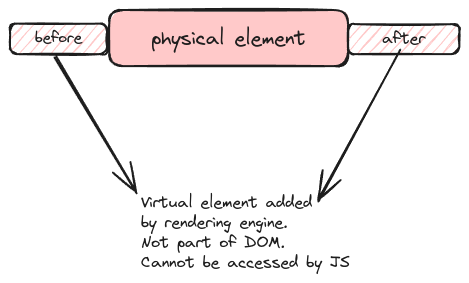 before
physical element
after
Virtual element added
by rendering engine.
Not part of DOM.
Cannot be accessed by JS